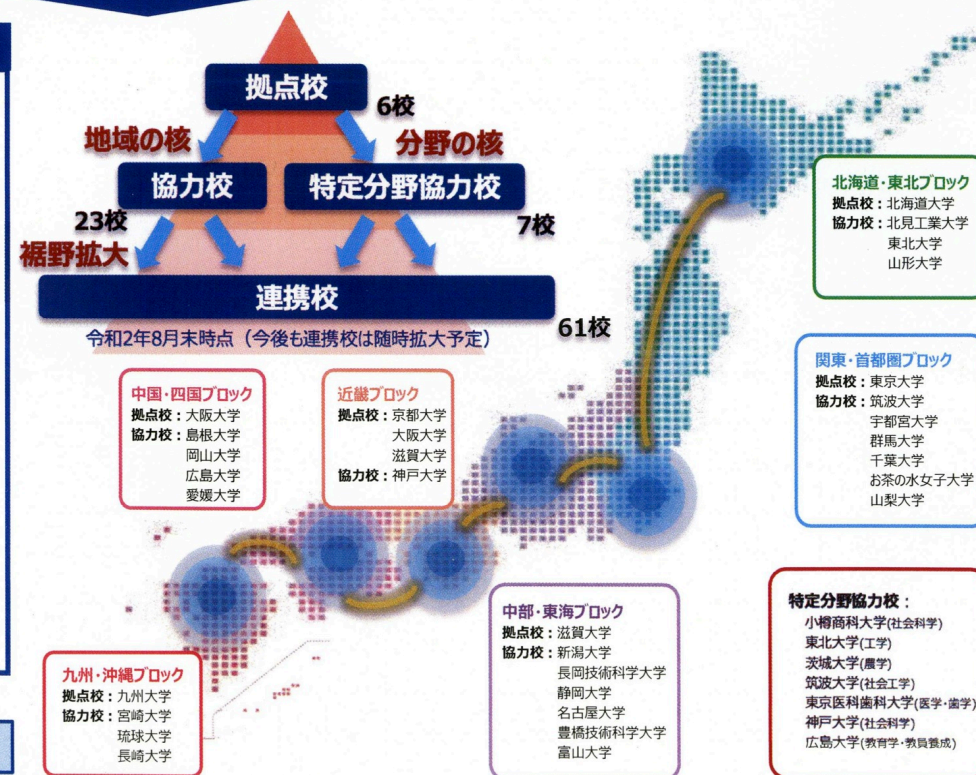 拠点校
6校
地域の核
分野の核
協力校
特定分野協力校
23校
7校
裾野拡大
連携校
61校
令和2年8月末時点（今後も連携校は随時拡大予定）
北海道・東北ブロック
拠点校：北海道大学
協力校：北見工業大学
東北大学
山形大学
関東・首都圏ブロック
拠点校：東京大学
協力校：筑波大学
宇都宮大学
群馬大学
千葉大学
お茶の水女子大学
山梨大学
中国・四国ブロック
拠点校：大阪大学
協力校：島根大学
岡山大学
広島大学
愛媛大学
近畿ブロック
拠点校：京都大学
大阪大学
滋賀大学
協力校：神戸大学
中部・東海ブロック
拠点校：滋賀大学
協力校：新潟大学
長岡技術科学大学
静岡大学
名古屋大学
豊橋技術科学大学
富山大学
九州・沖縄ブロック
拠点校：九州大学
協力校：宮崎大学
琉球大学
長崎大学
特定分野協力校：
小樽商科大学(社会科学)
東北大学(工学)
茨城大学(農学)
筑波大学(社会工学)
東京医科歯科大学(医学・歯学)
神戸大学(社会科学)
広島大学(教育学・教員養成)